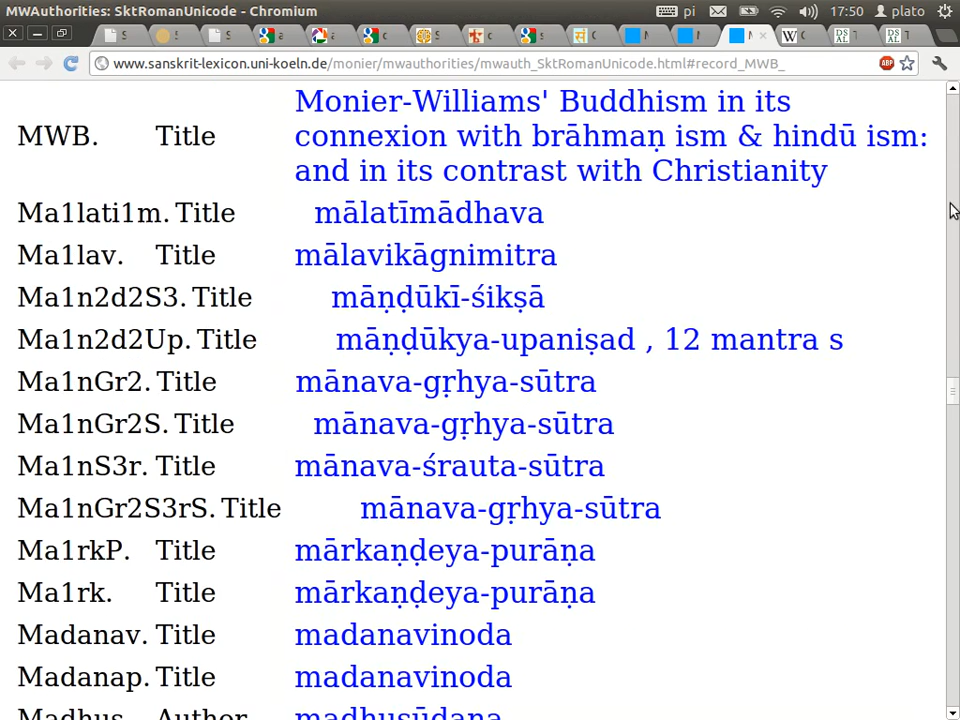 MWAuthorities: SktRomanUnicode - Chromium
pi 17:50 plato
www.sanskrit-lexicon.uni-koeln.de/monier/mwauthorities/mwauth_SktRomanUnicode.html#record_MWB_
Monier-Williams' Buddhism in its
MWB. Title connexion with brāhmaṇ ism & hindū ism:
and in its contrast with Christianity
Ma1lati1m. Title mālatīmādhava
Ma1lav. Title mālavikāgnimitra
Ma1n2d2S3. Title māṇḍūkī-śikṣā
Ma1n2d2Up. Title māṇḍūkya-upaniṣad , 12 mantra s
Ma1nGr2. Title mānava-gṛhya-sūtra
Ma1nGr2S. Title mānava-gṛhya-sūtra
Ma1nS3r. Title mānava-śrauta-sūtra
Ma1nGr2S3rS. Title mānava-gṛhya-sūtra
Ma1rkP. Title mārkaṇḍeya-purāṇa
Ma1rk. Title mārkaṇḍeya-purāṇa
Madanav. Title madanavinoda
Madanap. Title madanavinoda
Madhus. Author madhusūdana